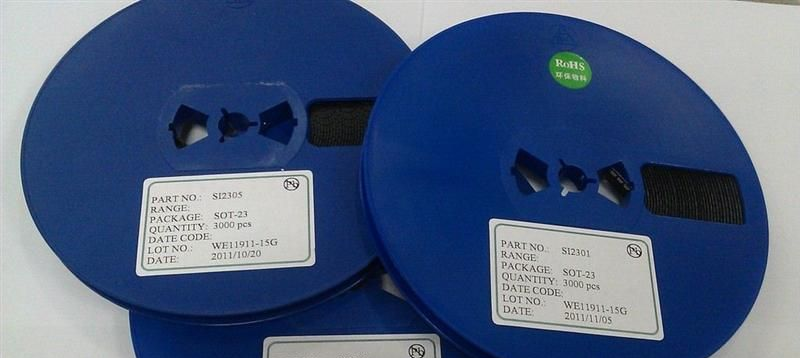 PART NO.: SI2305
RANGE:
PACKAGE: SOT-23
QUANTITY: 3000 pcs
DATE CODE:
LOT NO.: WE11911-15G
DATE: 2011/10/20
RoHS
环保物料
PART NO.: SI2301
RANGE:
PACKAGE: SOT-23
QUANTITY: 3000 pcs
DATE CODE:
LOT NO.: WE11911-15G
DATE: 2011/11/05